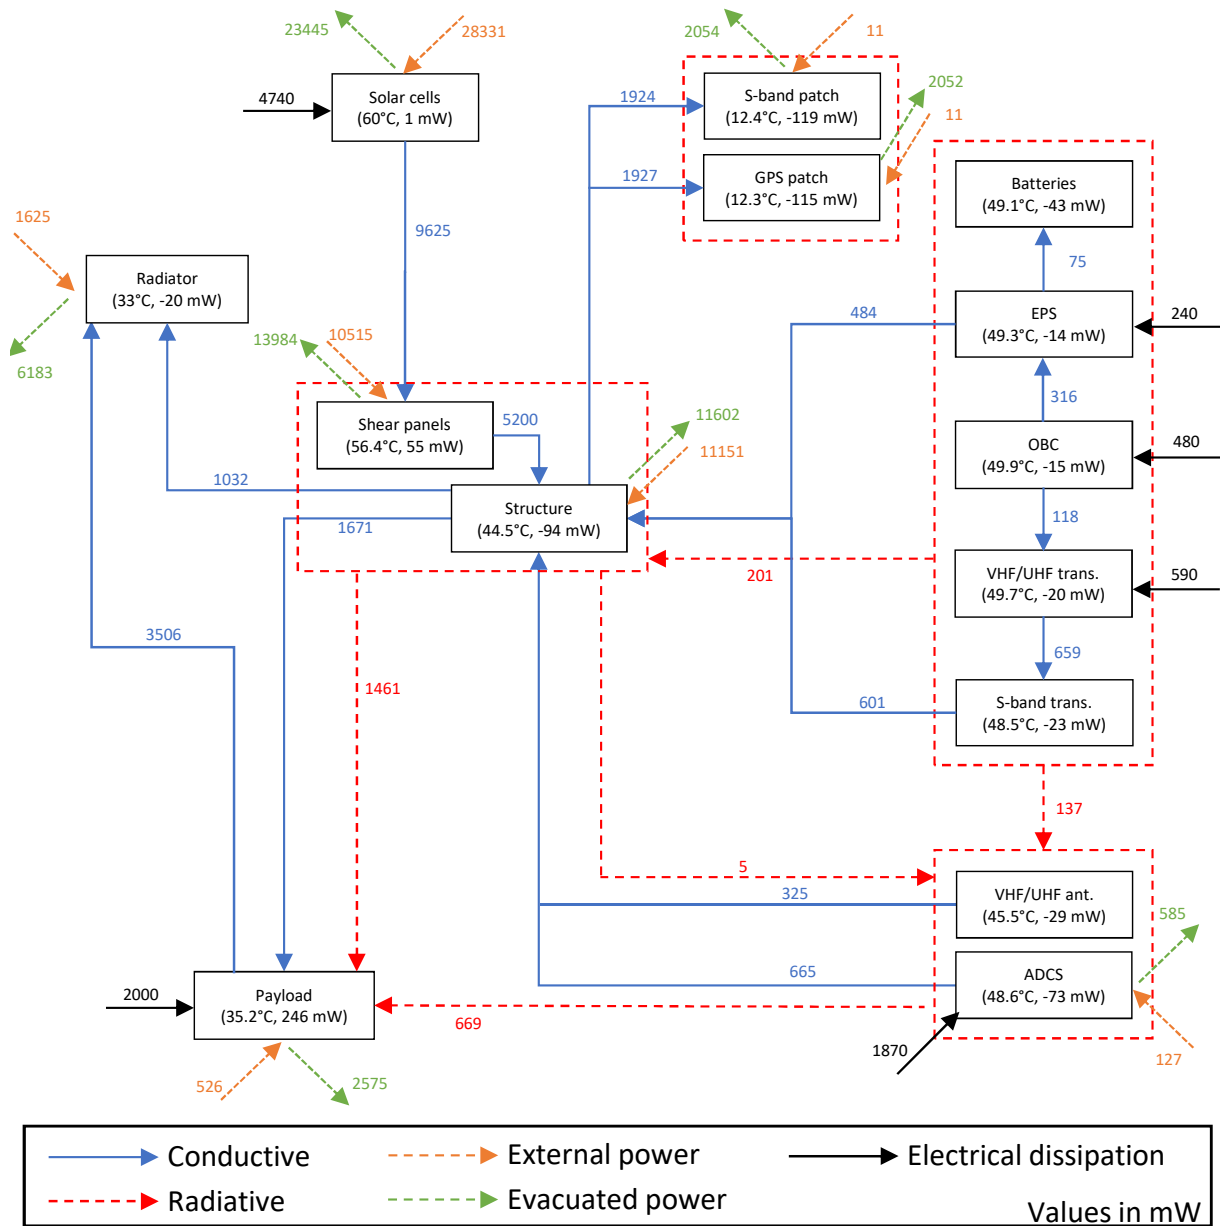 23445
28331
2054
11
4740
Solar cells
(60°C, 1 mW)
1924
S-band patch
(12.4°C, -119 mW)
2052
11
1927
GPS patch
(12.3°C, -115 mW)
Batteries
(49.1°C, -43 mW)
9625
75
1625
Radiator
(33°C, -20 mW)
6183
484
EPS
(49.3°C, -14 mW)
240
13984
10515
316
Shear panels
(56.4°C, 55 mW)
5200
11602
11151
OBC
(49.9°C, -15 mW)
480
1032
Structure
(44.5°C, -94 mW)
1671
118
201
VHF/UHF trans.
(49.7°C, -20 mW)
590
3506
659
1461
601
S-band trans.
(48.5°C, -23 mW)
137
5
325
VHF/UHF ant.
(45.5°C, -29 mW)
585
665
ADCS
(48.6°C, -73 mW)
2000
Payload
(35.2°C, 246 mW)
669
1870
127
526
2575
Conductive
External power
Electrical dissipation
Radiative
Evacuated power
Values in mW